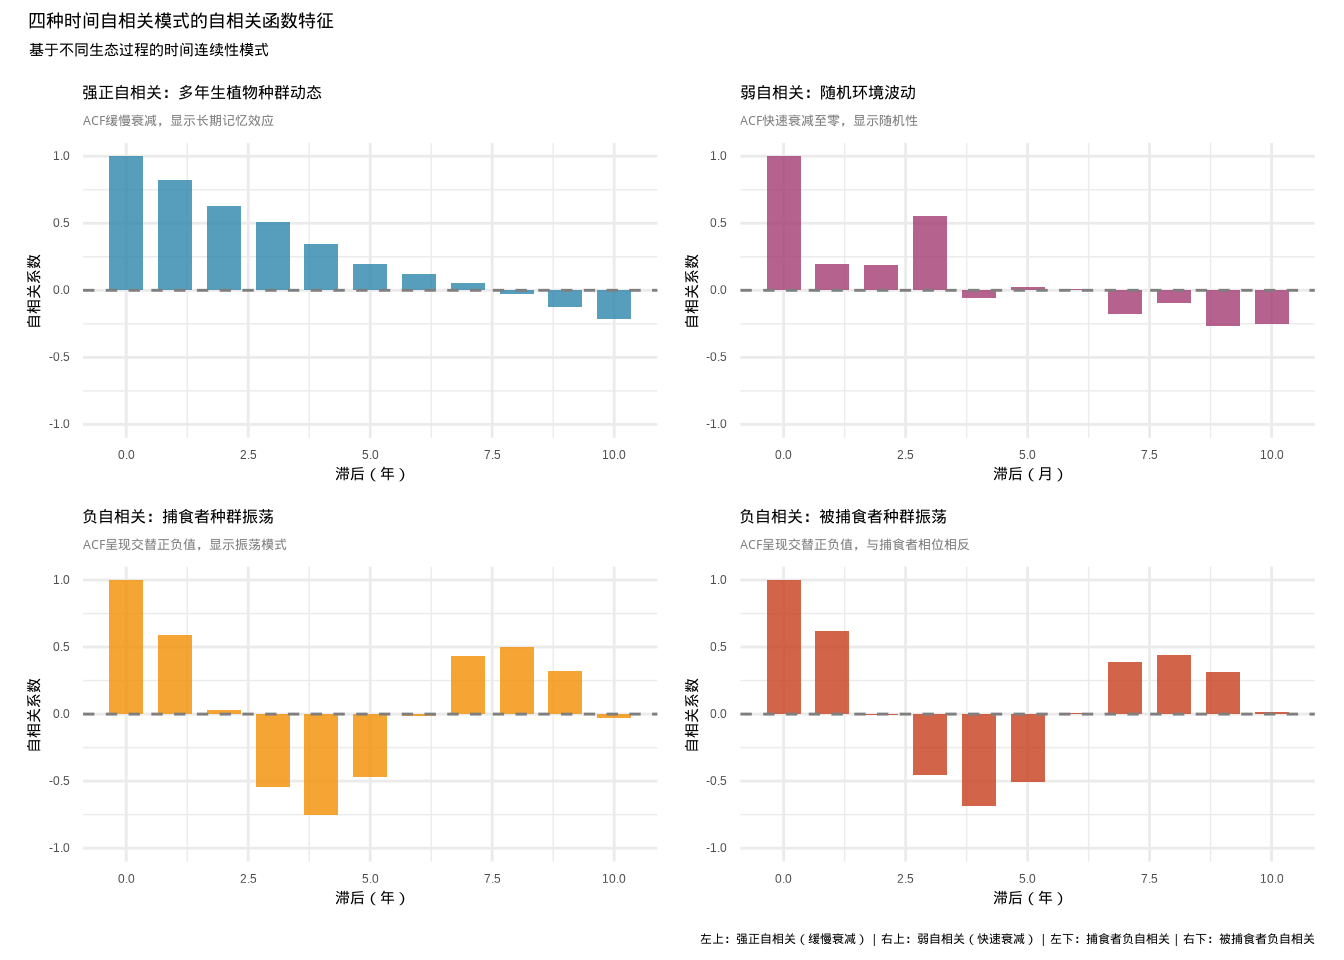 四种时间自相关模式的自相关函数特征
基于不同生态过程的时间连续性模式
强正自相关：多年生植物种群动态
ACF缓慢衰减，显示长期记忆效应
自相关系数
1.0
0.5
0.0
-0.5
-1.0
0.0 2.5 5.0 7.5 10.0
滞后（年）
弱自相关：随机环境波动
ACF快速衰减至零，显示随机性
自相关系数
1.0
0.5
0.0
-0.5
-1.0
0.0 2.5 5.0 7.5 10.0
滞后（月）
负自相关：捕食者种群振荡
ACF呈现交替正负值，显示振荡模式
自相关系数
1.0
0.5
0.0
-0.5
-1.0
0.0 2.5 5.0 7.5 10.0
滞后（年）
负自相关：被捕食者种群振荡
ACF呈现交替正负值，与捕食者相位相反
自相关系数
1.0
0.5
0.0
-0.5
-1.0
0.0 2.5 5.0 7.5 10.0
滞后（年）
左上：强正自相关（缓慢衰减） | 右上：弱自相关（快速衰减） | 左下：捕食者负自相关 | 右下：被捕食者负自相关